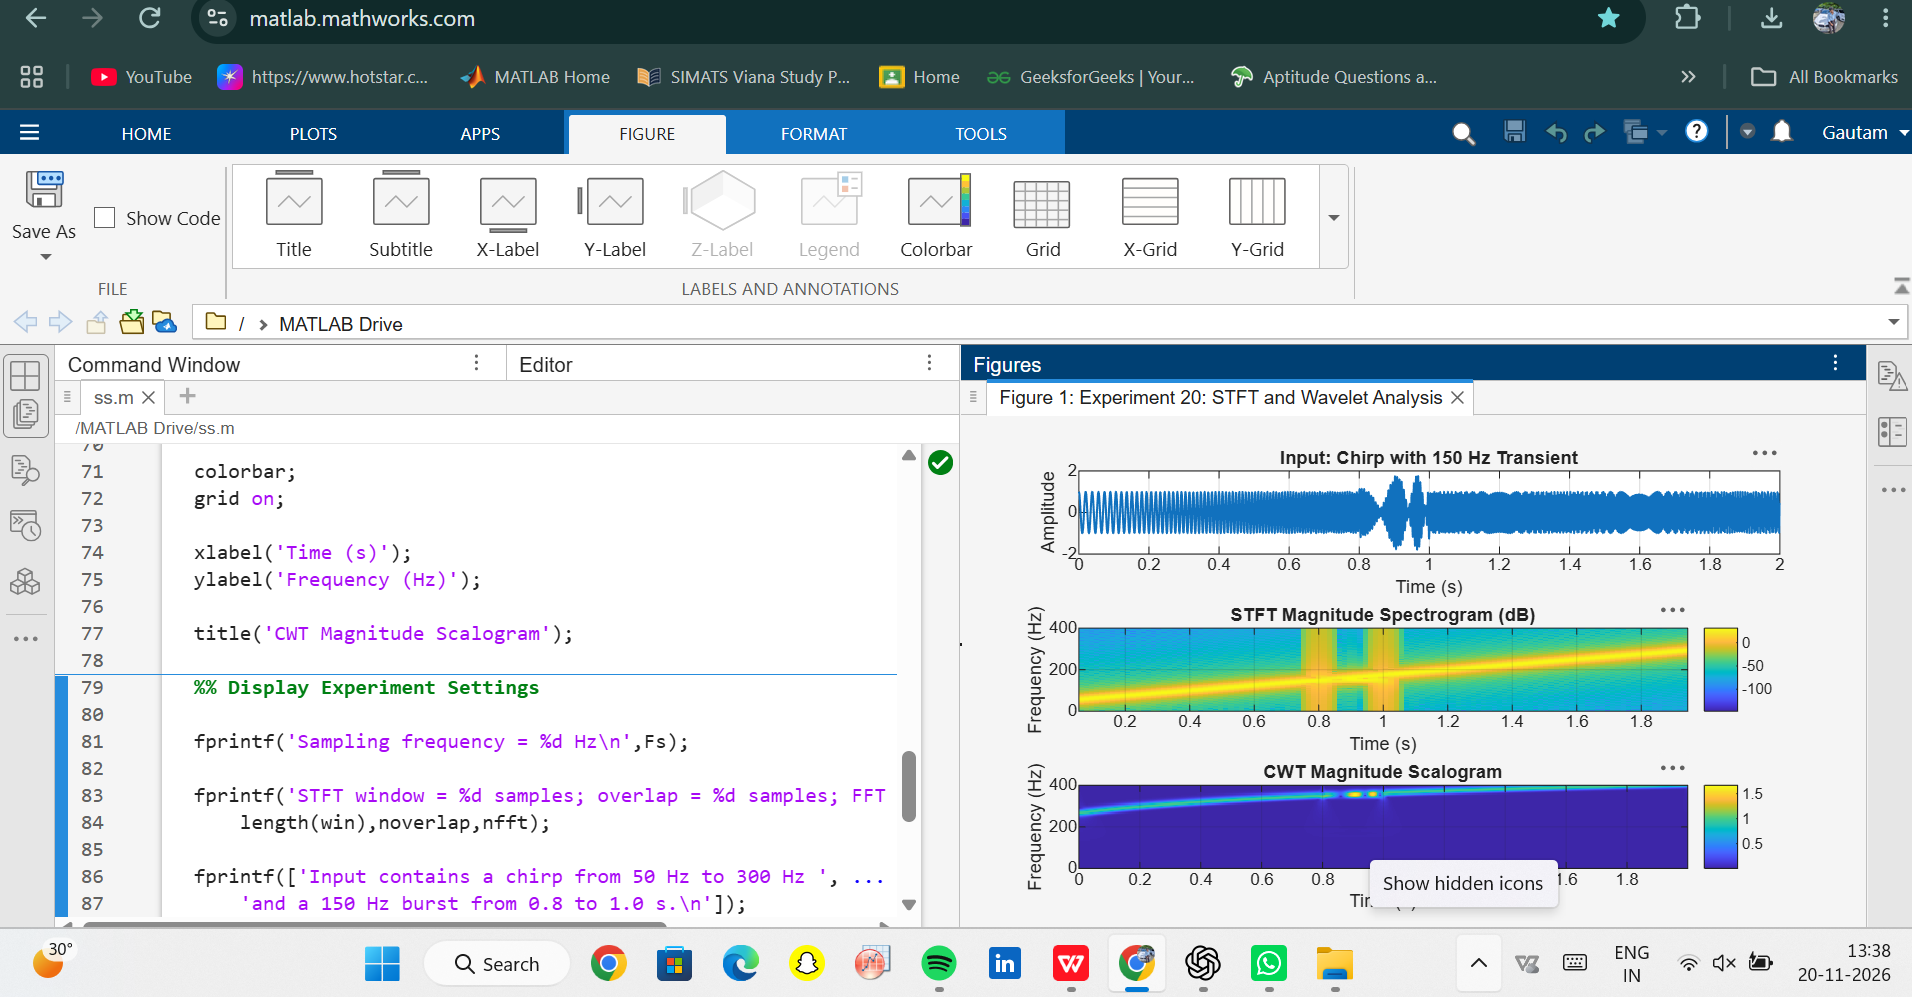 matlab.mathworks.com
YouTube
https://www.hotstar.c...
MATLAB Home
SIMATS Viana Study P...
Home
GeeksforGeeks | Your...
Aptitude Questions a...
All Bookmarks
HOME
PLOTS
APPS
FIGURE
FORMAT
TOOLS
Gautam
Save As
Show Code
Title
Subtitle
X-Label
Y-Label
Z-Label
Legend
Colorbar
Grid
X-Grid
Y-Grid
FILE
LABELS AND ANNOTATIONS
/ > MATLAB Drive
Command Window
Editor
ss.m
/MATLAB Drive/ss.m
70
71 colorbar;
72 grid on;
73
74 xlabel('Time (s)');
75 ylabel('Frequency (Hz)');
76
77 title('CWT Magnitude Scalogram');
78
79 %% Display Experiment Settings
80
81 fprintf('Sampling frequency = %d Hz\n',Fs);
82
83 fprintf('STFT window = %d samples; overlap = %d samples; FFT
84 length(win),noverlap,nfft);
85
86 fprintf(['Input contains a chirp from 50 Hz to 300 Hz ', ...
87 'and a 150 Hz burst from 0.8 to 1.0 s.\n']);
Figures
Figure 1: Experiment 20: STFT and Wavelet Analysis
Input: Chirp with 150 Hz Transient
Amplitude
2
0
-2
0 0.2 0.4 0.6 0.8 1 1.2 1.4 1.6 1.8 2
Time (s)
STFT Magnitude Spectrogram (dB)
Frequency (Hz)
400
200
0
0.2 0.4 0.6 0.8 1 1.2 1.4 1.6 1.8
Time (s)
0
-50
-100
CWT Magnitude Scalogram
Frequency (Hz)
400
200
0
0 0.2 0.4 0.6 0.8 1.6 1.8
1.5
1
0.5
Show hidden icons
30°
Search
ENG
IN
13:38
20-11-2026